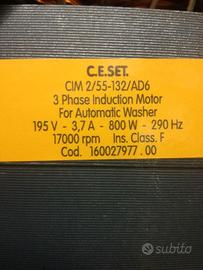 C.E.SET.
CIM 2/55-132/AD6
3 Phase Induction Motor
For Automatic Washer
195 V - 3,7 A - 800 W - 290 Hz
17000 rpm Ins. Class. F
Cod. 160027977 . 00
subito